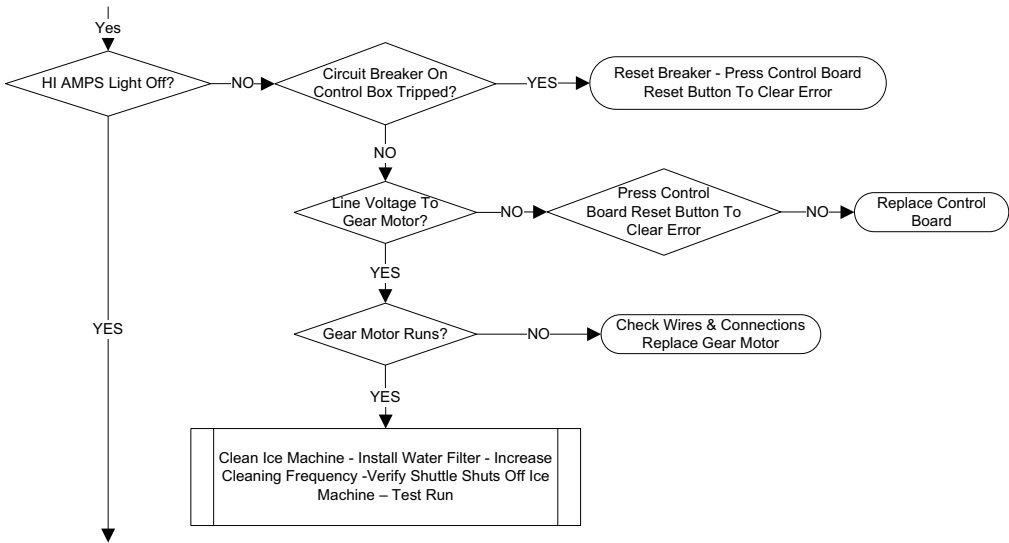 Yes
HI AMPS Light Off?
NO
Circuit Breaker On
Control Box Tripped?
YES
Reset Breaker - Press Control Board
Reset Button To Clear Error
NO
Line Voltage To
Gear Motor?
NO
Press Control
Board Reset Button To
Clear Error
NO
Replace Control
Board
YES
YES
Gear Motor Runs?
NO
Check Wires & Connections
Replace Gear Motor
YES
Clean Ice Machine - Install Water Filter - Increase
Cleaning Frequency -Verify Shuttle Shuts Off Ice
Machine – Test Run